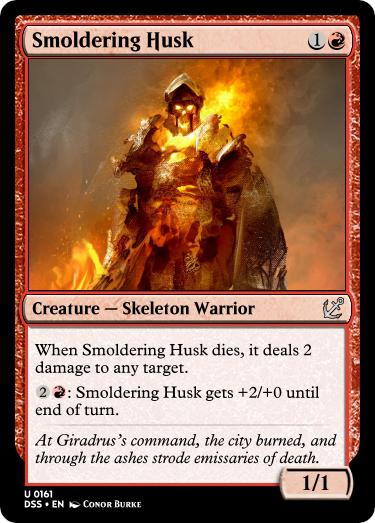 Smoldering Husk 1
Creature — Skeleton Warrior
When Smoldering Husk dies, it deals 2
damage to any target.
2 : Smoldering Husk gets +2/+0 until
end of turn.
At Giradrus's command, the city burned, and
through the ashes strode emissaries of death.
1/1
U 0161
DSS • EN Conor Burke